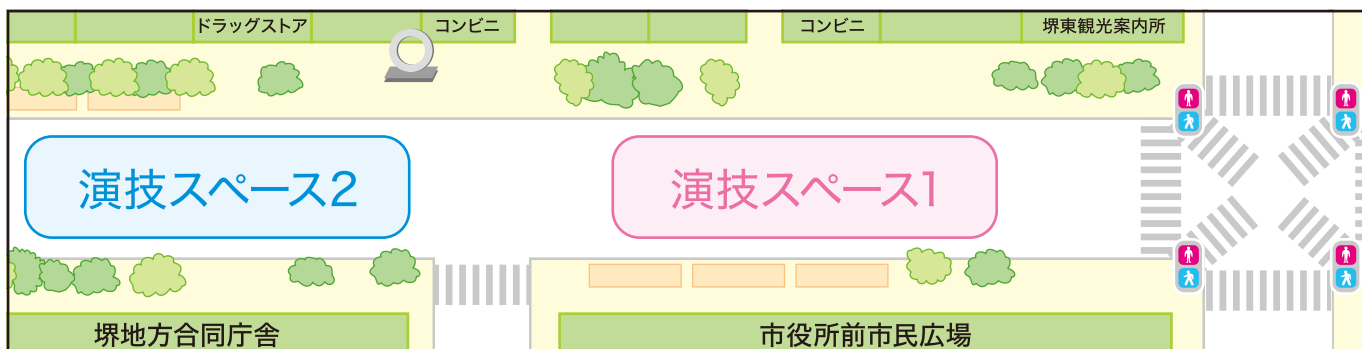 ドラッグストア
コンビニ
コンビニ
堺東観光案内所
演技スペース2
演技スペース1
堺地方合同庁舎
市役所前市民広場